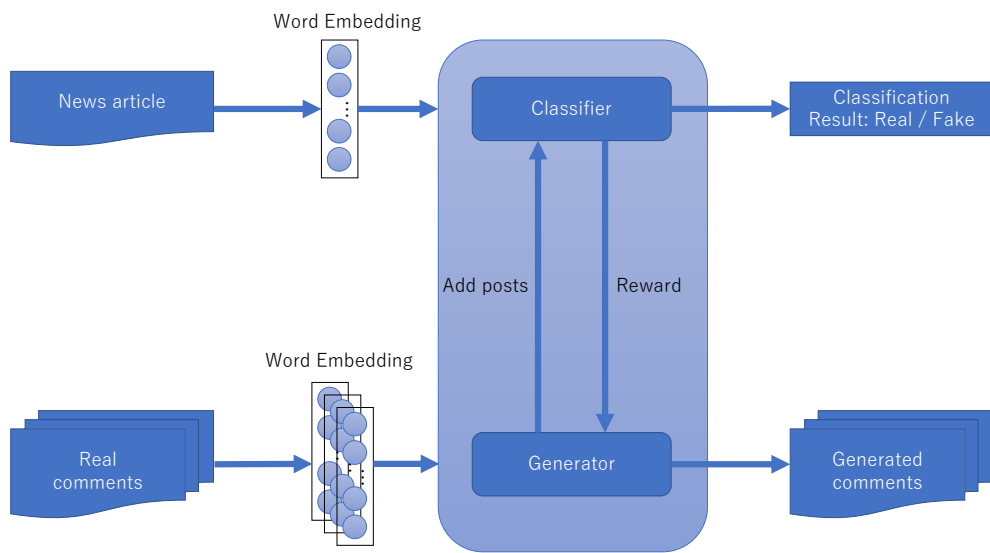 Word Embedding
News article
Classifier
Classification
Result: Real / Fake
Add posts
Reward
Word Embedding
Real
comments
Generator
Generated
comments